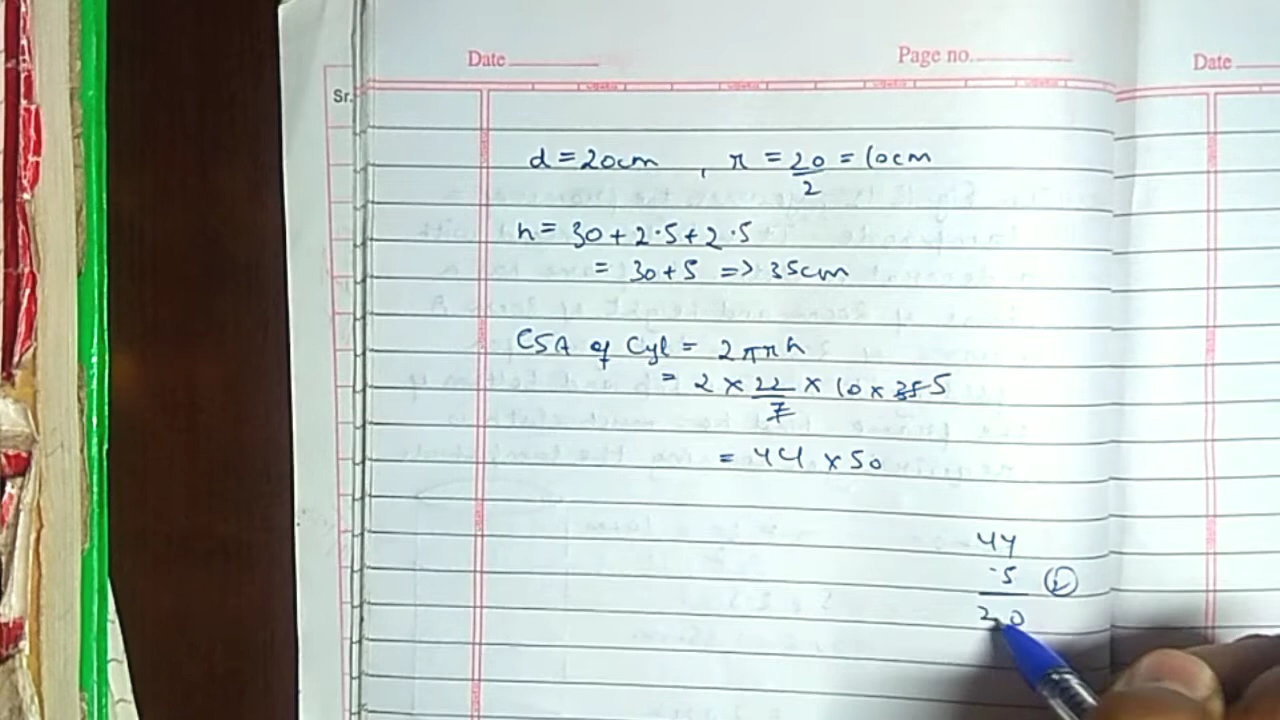 Date
Page no.
Date
Sr.
d = 20cm , r = 20/2 = 10cm
h = 30 + 2.5 + 2.5
= 30 + 5 => 35cm
CSA of Cyl = 2πrh
= 2 × 22/7 × 10 × 35 5
= 44 × 50
44
5
20